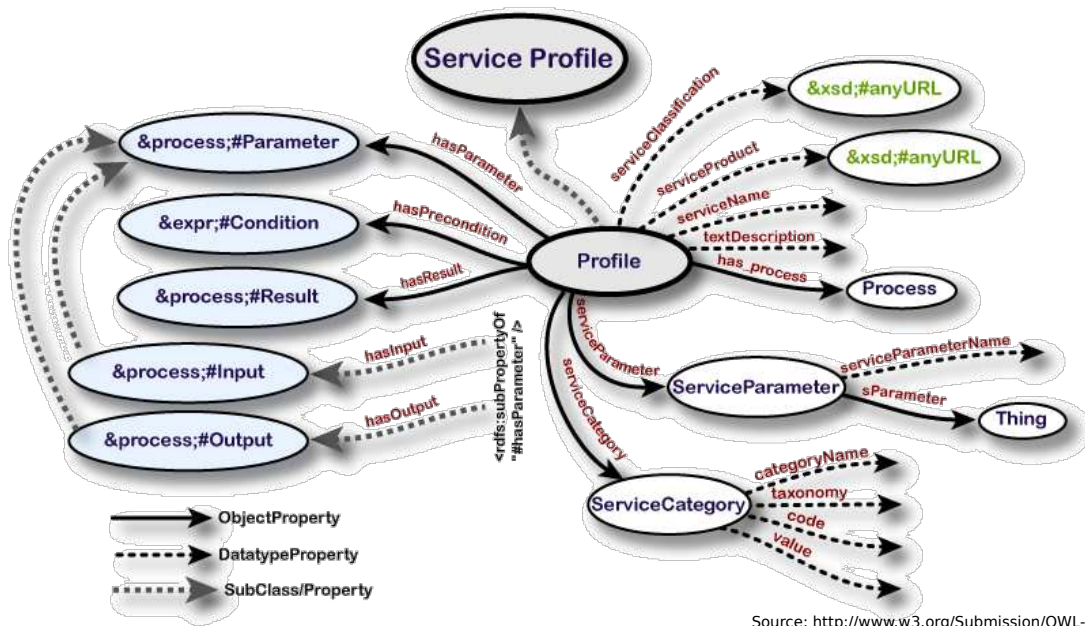 Service Profile
&xsd;#anyURL
serviceClassification
&process;#Parameter
hasParameter
serviceProduct
&xsd;#anyURL
serviceName
&expr;#Condition
hasPrecondition
textDescription
Profile
has_process
&process;#Result
hasResult
Process
<rdfs:subPropertyOf
"#hasParameter" />
hasInput
&process;#Input
serviceParameter
serviceParameterName
ServiceParameter
sParameter
Thing
hasOutput
&process;#Output
serviceCategory
categoryName
ServiceCategory
taxonomy
code
value
ObjectProperty
DatatypeProperty
SubClass/Property
Source: http://www.w3.org/Submission/OWL-